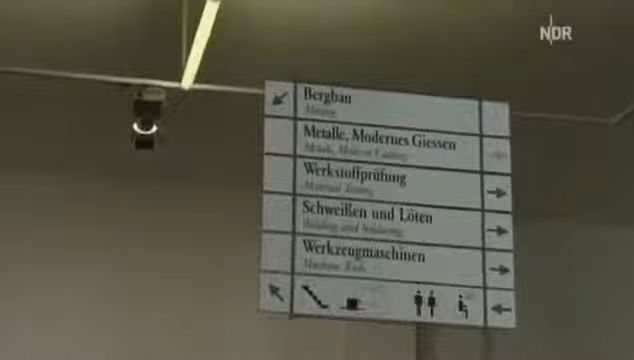 NDR
Bergbau
Mining
Metalle, Modernes Giessen
Metals, Modern Casting
Werkstoffprüfung
Material Testing
Schweißen und Löten
Welding and Soldering
Werkzeugmaschinen
Machine Tools